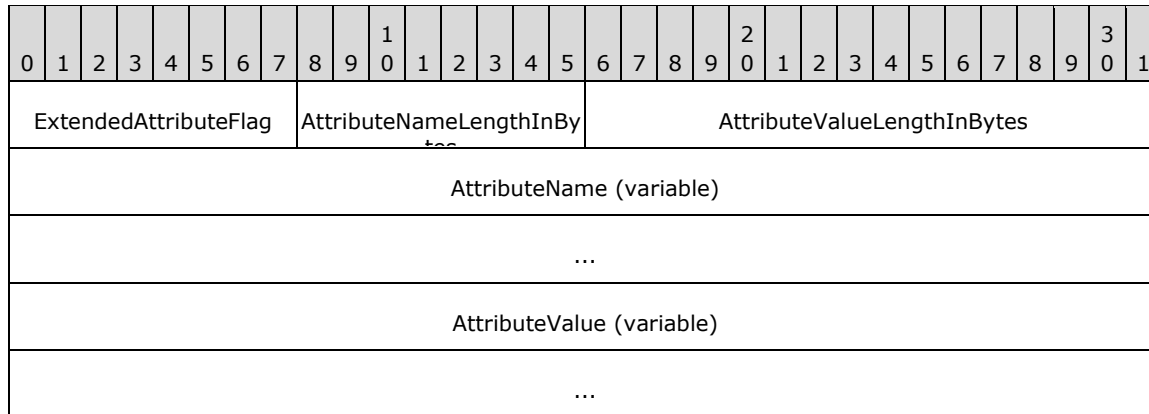 1 2 3
0 1 2 3 4 5 6 7 8 9 0 1 2 3 4 5 6 7 8 9 0 1 2 3 4 5 6 7 8 9 0 1
ExtendedAttributeFlag AttributeNameLengthInBy AttributeValueLengthInBytes
tes
AttributeName (variable)
...
AttributeValue (variable)
...